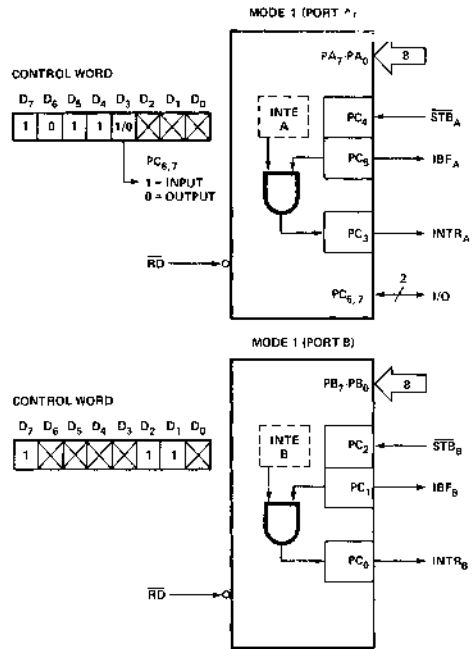 MODE 1 (PORT A)
PA7-PA0
8
CONTROL WORD
D7 D6 D5 D4 D3 D2 D1 D0
1 0 1 1 1/0
INTE
A
PC4
STBA
PC5
IBFA
PC6,7
1 = INPUT
0 = OUTPUT
PC3
INTRA
RD
PC6,7
2
I/O
MODE 1 (PORT B)
PB7-PB0
8
CONTROL WORD
D7 D6 D5 D4 D3 D2 D1 D0
1 1 1
INTE
B
PC2
STBB
PC1
IBFB
PC0
INTRB
RD